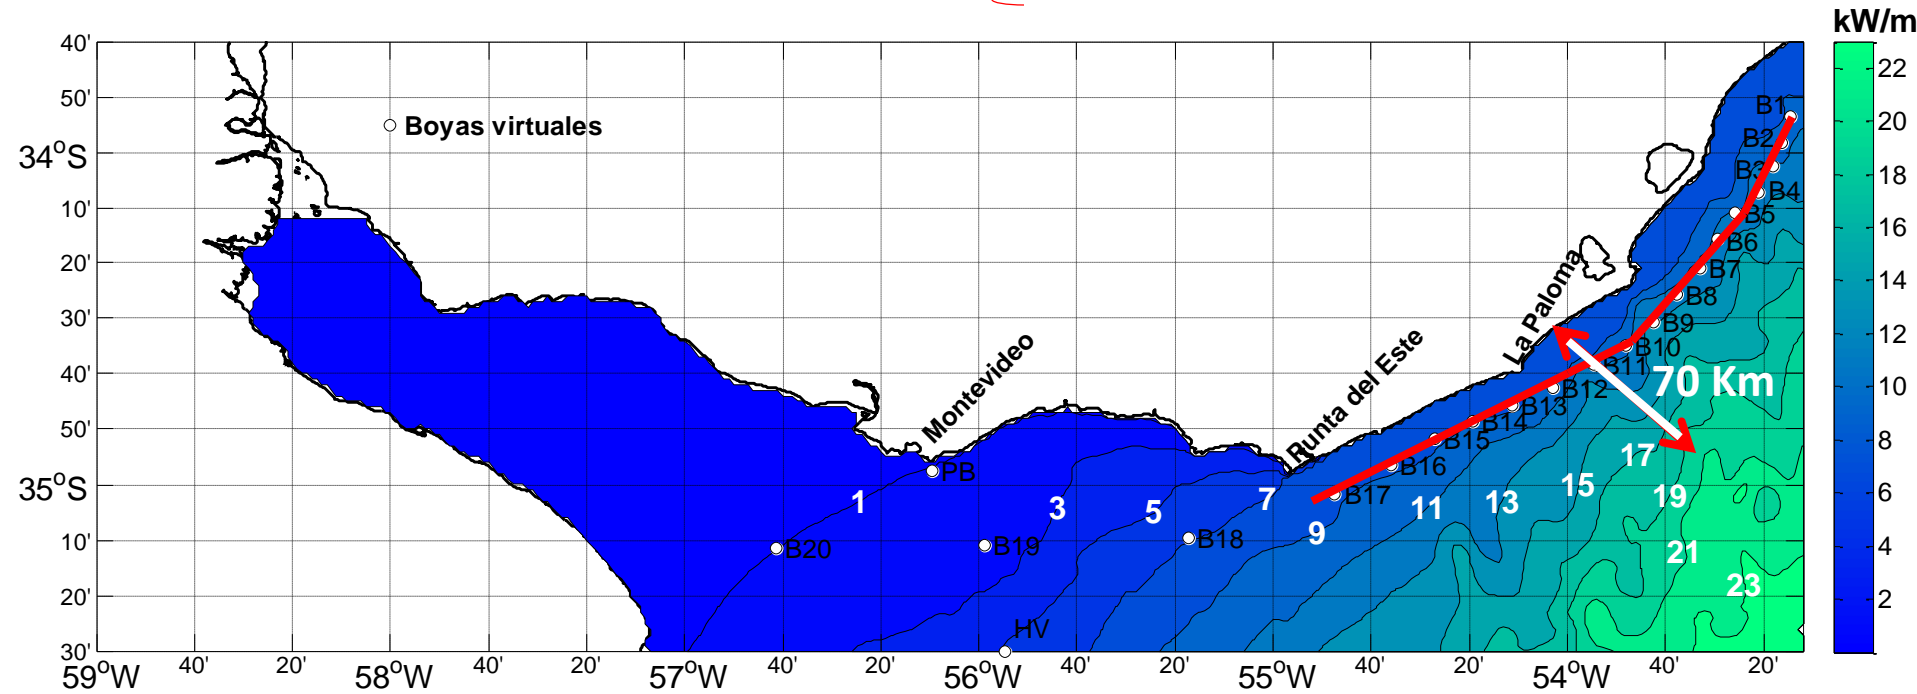 kW/m
40'
50'
34°S
10'
20'
30'
40'
50'
35°S
10'
20'
30'
59°W
40'
20'
58°W
40'
20'
57°W
40'
20'
56°W
40'
20'
55°W
40'
20'
54°W
40'
20'
22
20
18
16
14
12
10
8
6
4
2
Boyas virtuales
Montevideo
Runta del Este
La Paloma
70 Km
B1
B2
B3
B4
B5
B6
B7
B8
B9
B10
B11
B12
B13
B14
B15
B16
B17
B18
B19
B20
PB
HV
1
3
5
7
9
11
13
15
17
19
21
23